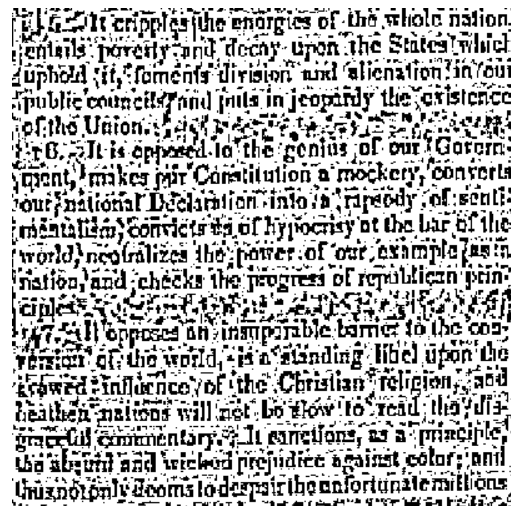 5. It cripples the energies of the whole nation
entails poverty and decay upon the States which
uphold it, foments division and alienation in our
public councils, and puts in jeopardy the existence
of the Union.
6. It is opposed to the genius of our Govern-
ment, makes our Constitution a mockery, converts
our national Declaration into a rapsody of senti-
mentalism, convicts us of hypocrisy at the bar of the
world, neutralizes the power of our example as a
nation, and checks the progress of republican prin-
ciples.
7. It opposes an insuperable barrier to the con-
version of the world, is a standing libel upon the
avowed influence of the Christian religion, and
heathen nations will not be slow to read the dis-
graceful commentary. It sanctions, as a principle,
the absurd and wicked prejudice against color; and
thus not only dooms to despair the unfortunate millions